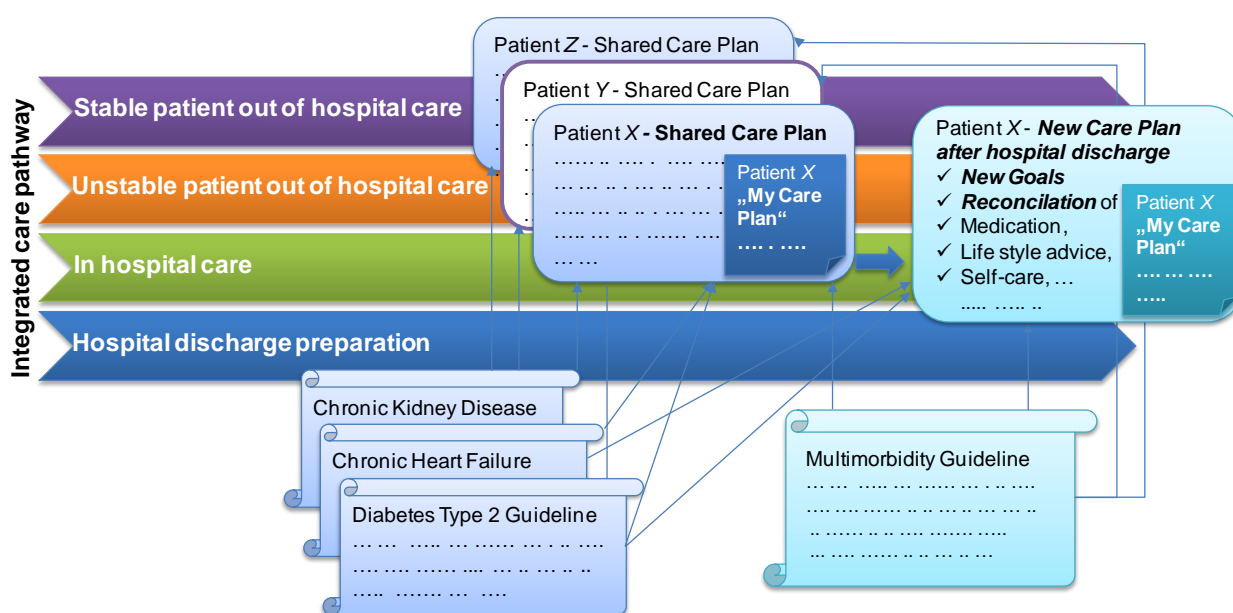 Integrated care pathway
Patient Z - Shared Care Plan
Stable patient out of hospital care
Patient Y - Shared Care Plan
Patient X - Shared Care Plan
Patient X
„My Care
Plan“
Patient X - New Care Plan
after hospital discharge
✓ New Goals
✓ Reconcilation of
✓ Medication,
✓ Life style advice,
✓ Self-care, …
Patient X
„My Care
Plan“
Unstable patient out of hospital care
In hospital care
Hospital discharge preparation
Chronic Kidney Disease
Chronic Heart Failure
Diabetes Type 2 Guideline
Multimorbidity Guideline